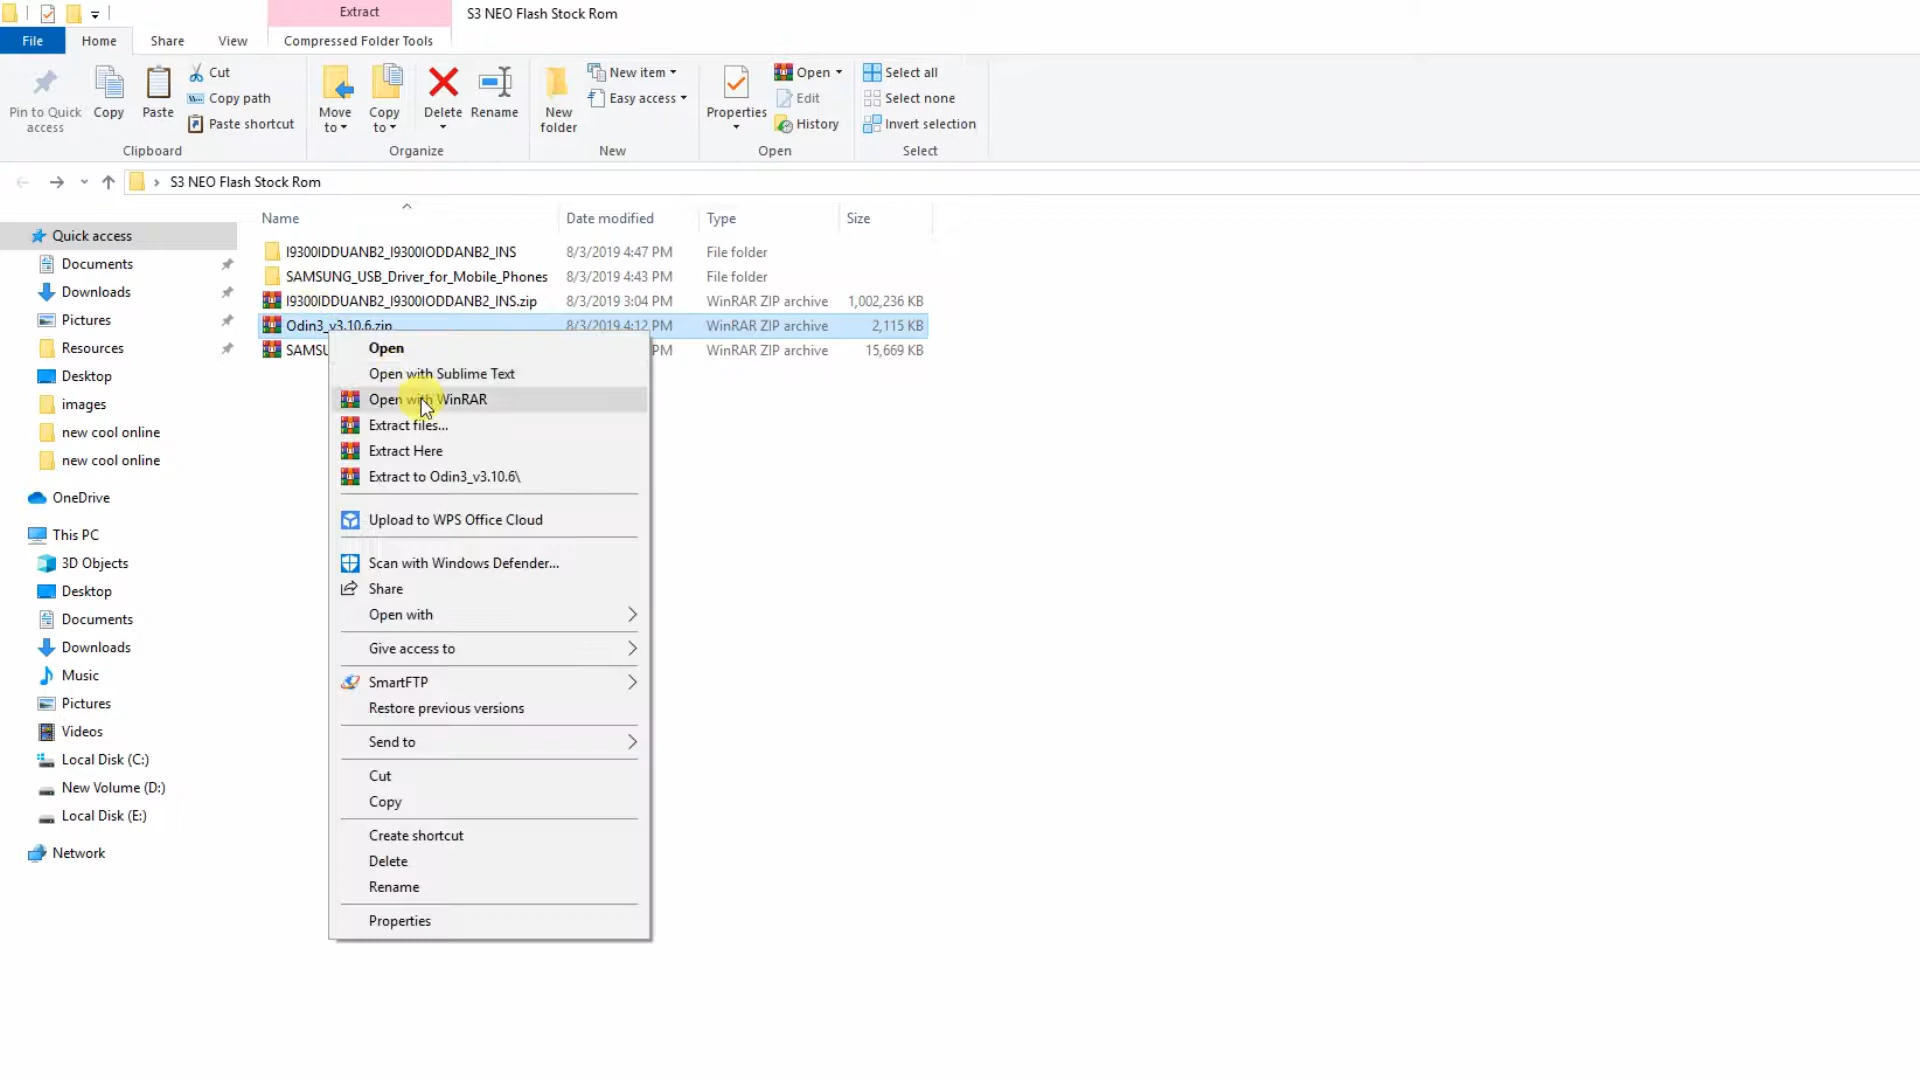 Extract
S3 NEO Flash Stock Rom
File
Home
Share
View
Compressed Folder Tools
Pin to Quick access
Copy
Paste
Cut
Copy path
Paste shortcut
Clipboard
Move to
Copy to
Delete
Rename
Organize
New folder
New item
Easy access
New
Properties
Open
Edit
History
Open
Select all
Select none
Invert selection
Select
S3 NEO Flash Stock Rom
Name
Date modified
Type
Size
I9300IDDUANB2_I9300IODDANB2_INS
8/3/2019 4:47 PM
File folder
SAMSUNG_USB_Driver_for_Mobile_Phones
8/3/2019 4:43 PM
File folder
I9300IDDUANB2_I9300IODDANB2_INS.zip
8/3/2019 3:04 PM
WinRAR ZIP archive
1,002,236 KB
Odin3_v3.10.6.zip
8/3/2019 4:12 PM
WinRAR ZIP archive
2,115 KB
SAMSU
PM
WinRAR ZIP archive
15,669 KB
Quick access
Documents
Downloads
Pictures
Resources
Desktop
images
new cool online
new cool online
OneDrive
This PC
3D Objects
Desktop
Documents
Downloads
Music
Pictures
Videos
Local Disk (C:)
New Volume (D:)
Local Disk (E:)
Network
Open
Open with Sublime Text
Open with WinRAR
Extract files...
Extract Here
Extract to Odin3_v3.10.6\
Upload to WPS Office Cloud
Scan with Windows Defender...
Share
Open with
Give access to
SmartFTP
Restore previous versions
Send to
Cut
Copy
Create shortcut
Delete
Rename
Properties